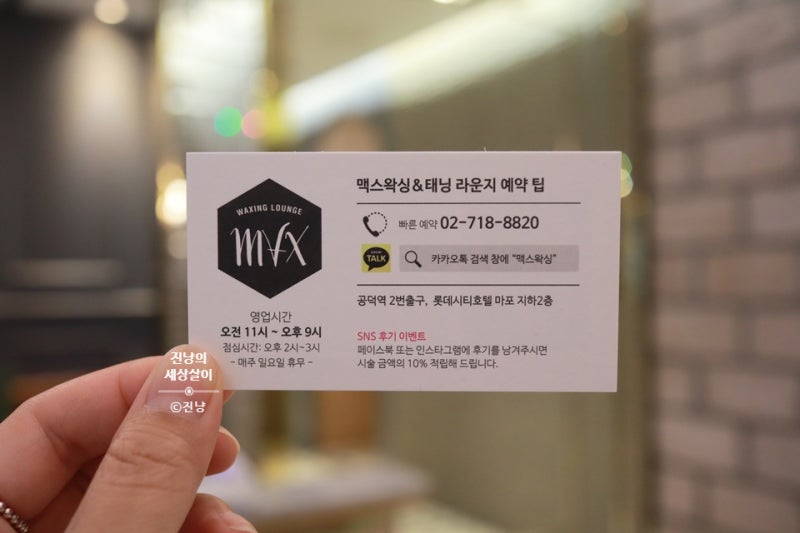 WAXING LOUNGE
MAX
영업시간
오전 11시 ~ 오후 9시
점심시간: 오후 2시~3시
- 매주 일요일 휴무 -
맥스왁싱&태닝 라운지 예약 팁
빠른 예약 02-718-8820
TALK
카카오톡 검색 창에 "맥스왁싱"
공덕역 2번출구, 롯데시티호텔 마포 지하2층
SNS 후기 이벤트
페이스북 또는 인스타그램에 후기를 남겨주시면
시술 금액의 10% 적립해 드립니다.
진냥의
세상살이
©진냥